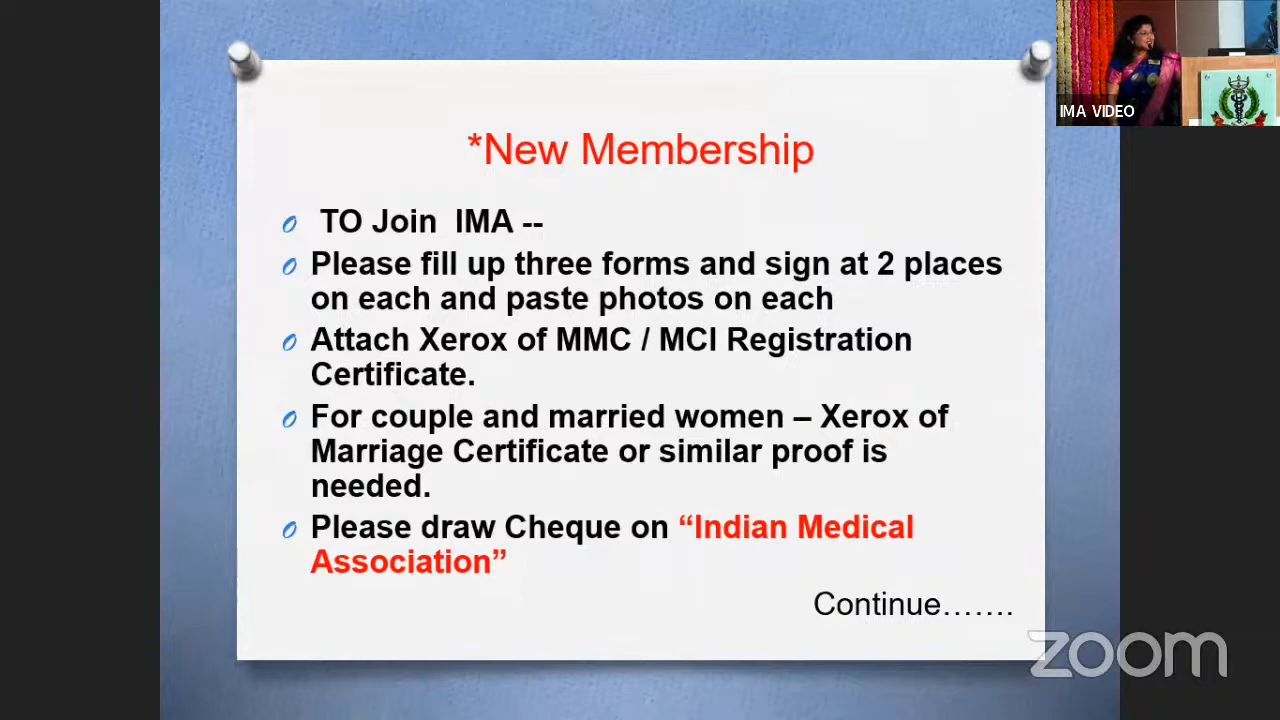 IMA VIDEO
*New Membership
TO Join IMA --
Please fill up three forms and sign at 2 places
on each and paste photos on each
Attach Xerox of MMC / MCI Registration
Certificate.
For couple and married women – Xerox of
Marriage Certificate or similar proof is
needed.
Please draw Cheque on “Indian Medical
Association”
Continue…….
zoom